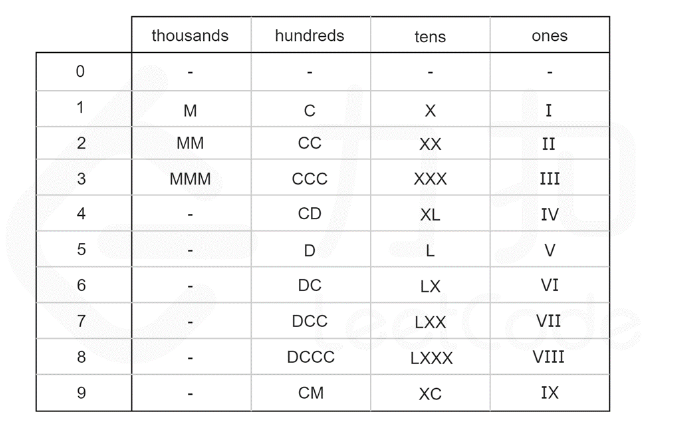 thousands hundreds tens ones
0 - - - -
1 M C X I
2 MM CC XX II
3 MMM CCC XXX III
4 - CD XL IV
5 - D L V
6 - DC LX VI
7 - DCC LXX VII
8 - DCCC LXXX VIII
9 - CM XC IX
力扣
LeetCode